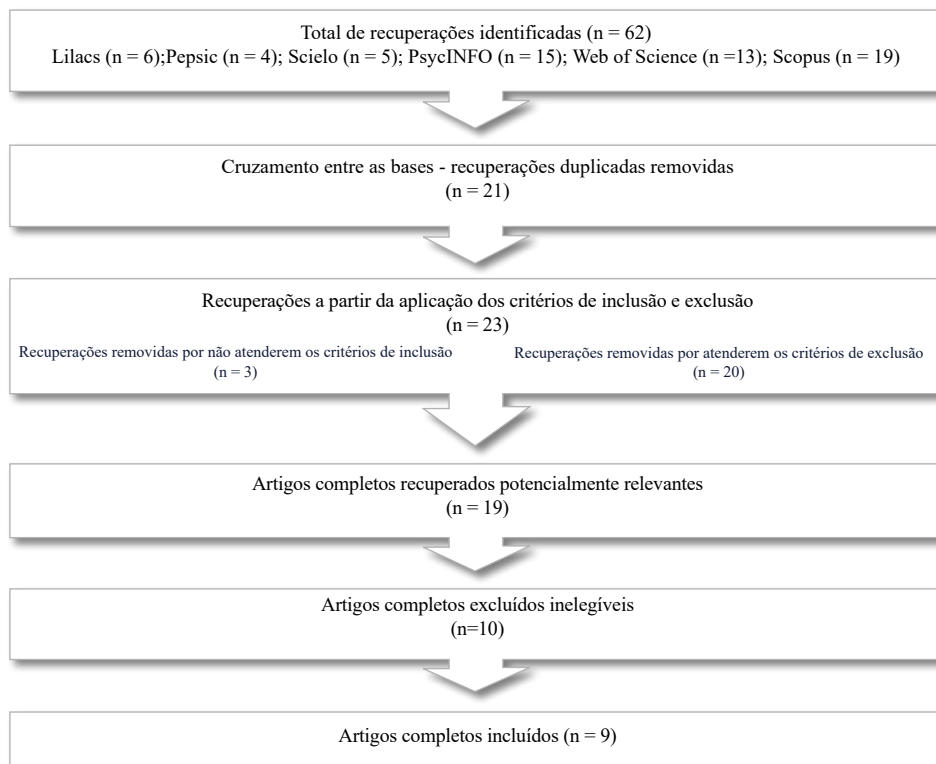 Total de recuperações identificadas (n = 62)
Lilacs (n = 6);Pepsic (n = 4); Scielo (n = 5); PsycINFO (n = 15); Web of Science (n =13); Scopus (n = 19)
Cruzamento entre as bases - recuperações duplicadas removidas
(n = 21)
Recuperações a partir da aplicação dos critérios de inclusão e exclusão
(n = 23)
Recuperações removidas por não atenderem os critérios de inclusão
(n = 3)
Recuperações removidas por atenderem os critérios de exclusão
(n = 20)
Artigos completos recuperados potencialmente relevantes
(n = 19)
Artigos completos excluídos inelegíveis
(n=10)
Artigos completos incluídos (n = 9)